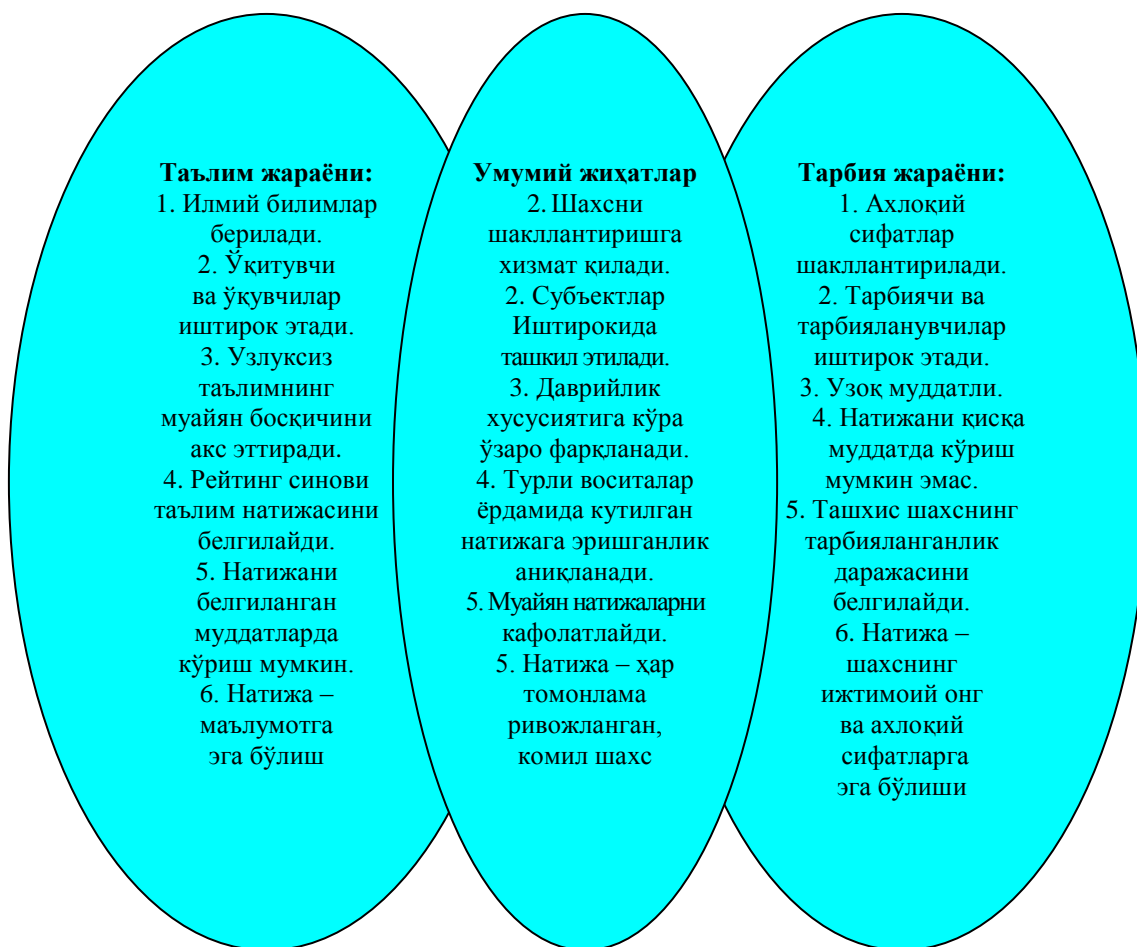 Таълим жараёни:
1. Илмий билимлар
берилади.
2. Ўқитувчи
ва ўқувчилар
иштирок этади.
3. Узлуксиз
таълимнинг
муайян босқичини
акс эттиради.
4. Рейтинг синови
таълим натижасини
белгилайди.
5. Натижани
белгиланган
муддатларда
кўриш мумкин.
6. Натижа –
маълумотга
эга бўлиш
Умумий жиҳатлар
2. Шахсни
шакллантиришга
хизмат қилади.
2. Субъектлар
Иштирокида
ташкил этилади.
3. Даврийлик
хусусиятига кўра
ўзаро фарқланади.
4. Турли воситалар
ёрдамида кутилган
натижага эришганлик
аниқланади.
5. Муайян натижаларни
кафолатлайди.
5. Натижа – ҳар
томонлама
ривожланган,
комил шахс
Тарбия жараёни:
1. Ахлоқий
сифатлар
шакллантирилади.
2. Тарбиячи ва
тарбияланувчилар
иштирок этади.
3. Узоқ муддатли.
4. Натижани қисқа
муддатда кўриш
мумкин эмас.
5. Ташхис шахснинг
тарбияланганлик
даражасини
белгилайди.
6. Натижа –
шахснинг
ижтимоий онг
ва ахлоқий
сифатларга
эга бўлиши